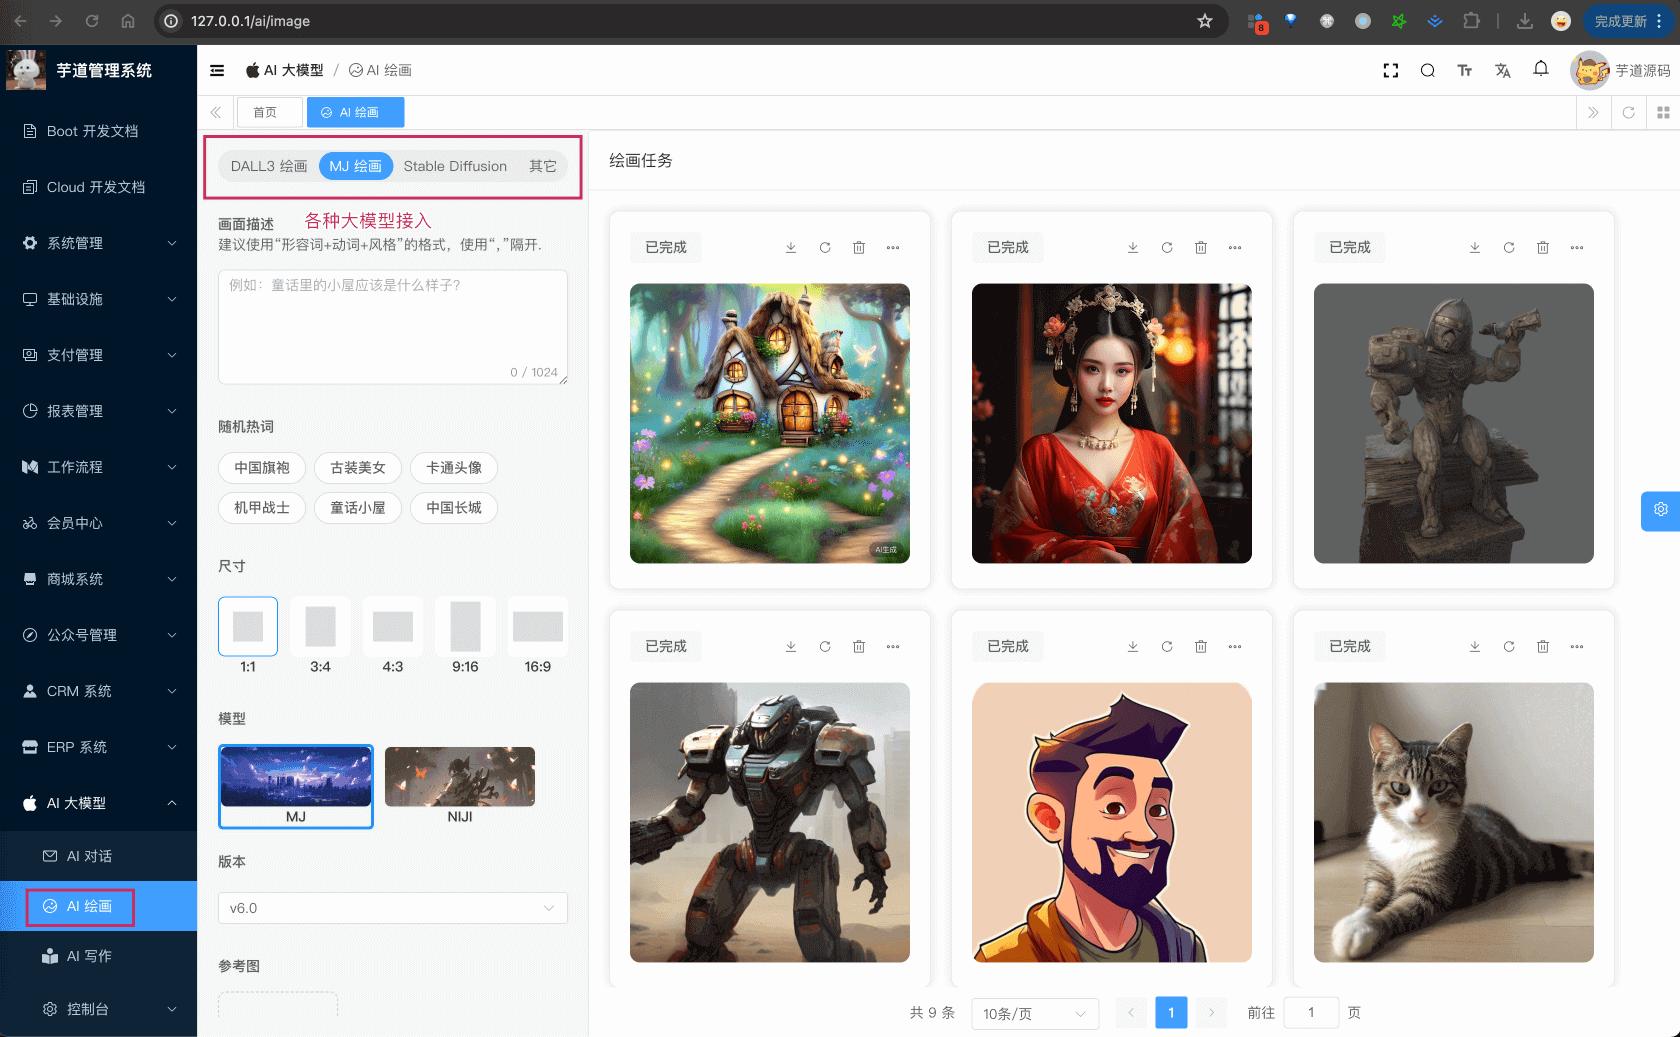 127.0.0.1/ai/image
8
完成更新
芋道管理系统
AI 大模型 / AI 绘画
芋道源码
首页
AI 绘画
Boot 开发文档
Cloud 开发文档
系统管理
基础设施
支付管理
报表管理
工作流程
会员中心
商城系统
公众号管理
CRM 系统
ERP 系统
AI 大模型
AI 对话
AI 绘画
AI 写作
控制台
DALL3 绘画 MJ 绘画 Stable Diffusion 其它
各种大模型接入
画面描述
建议使用“形容词+动词+风格”的格式，使用“，”隔开.
例如：童话里的小屋应该是什么样子？
0 / 1024
随机热词
中国旗袍 古装美女 卡通头像
机甲战士 童话小屋 中国长城
尺寸
1:1 3:4 4:3 9:16 16:9
模型
MJ NIJI
版本
v6.0
参考图
绘画任务
已完成 已完成 已完成
AI生成
已完成 已完成 已完成
共 9 条 10条/页 1 前往 1 页